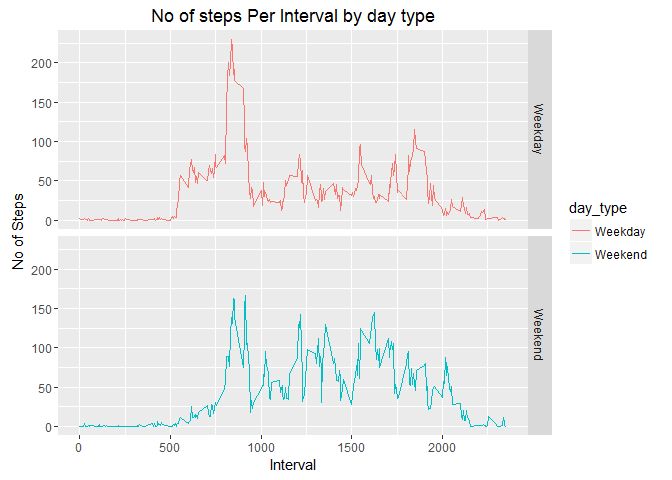 No of steps Per Interval by day type
No of Steps
200
150
100
50
0
Weekday
200
150
100
50
0
Weekend
0 500 1000 1500 2000
Interval
day_type
Weekday
Weekend